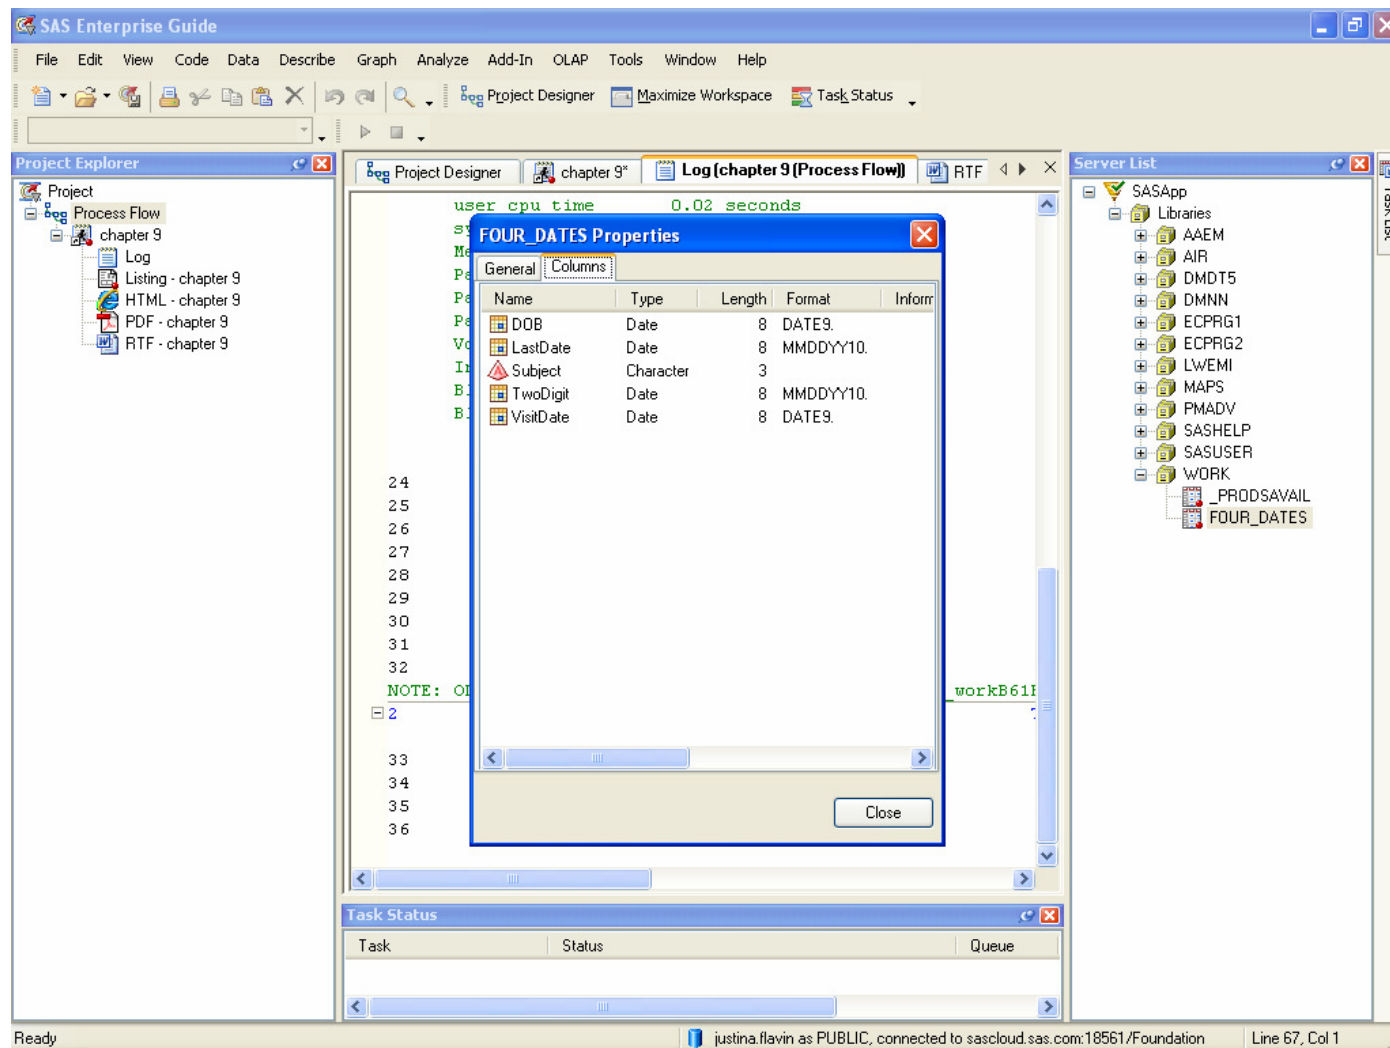 SAS Enterprise Guide
File Edit View Code Data Describe Graph Analyze Add-In OLAP Tools Window Help
Project Designer Maximize Workspace Task Status
Project Explorer
Project
Process Flow
chapter 9
Log
Listing - chapter 9
HTML - chapter 9
PDF - chapter 9
RTF - chapter 9
Project Designer chapter 9* Log (chapter 9 (Process Flow)) RTF
user cpu time 0.02 seconds
FOUR_DATES Properties
General Columns
Name Type Length Format Inform
DOB Date 8 DATE9.
LastDate Date 8 MMDDYY10.
Subject Character 3
TwoDigit Date 8 MMDDYY10.
VisitDate Date 8 DATE9.
Close
24
25
26
27
28
29
30
31
32
NOTE: _workB61
2
33
34
35
36
Task Status
Task Status Queue
Server List
SASApp
Libraries
AAEM
AIR
DMDT5
DMNN
ECPRG1
ECPRG2
LWEMI
MAPS
PMADV
SASHELP
SASUSER
WORK
_PRODSAVAIL
FOUR_DATES
Ready justina.flavin as PUBLIC, connected to sascloud.sas.com:18561/Foundation Line 67, Col 1